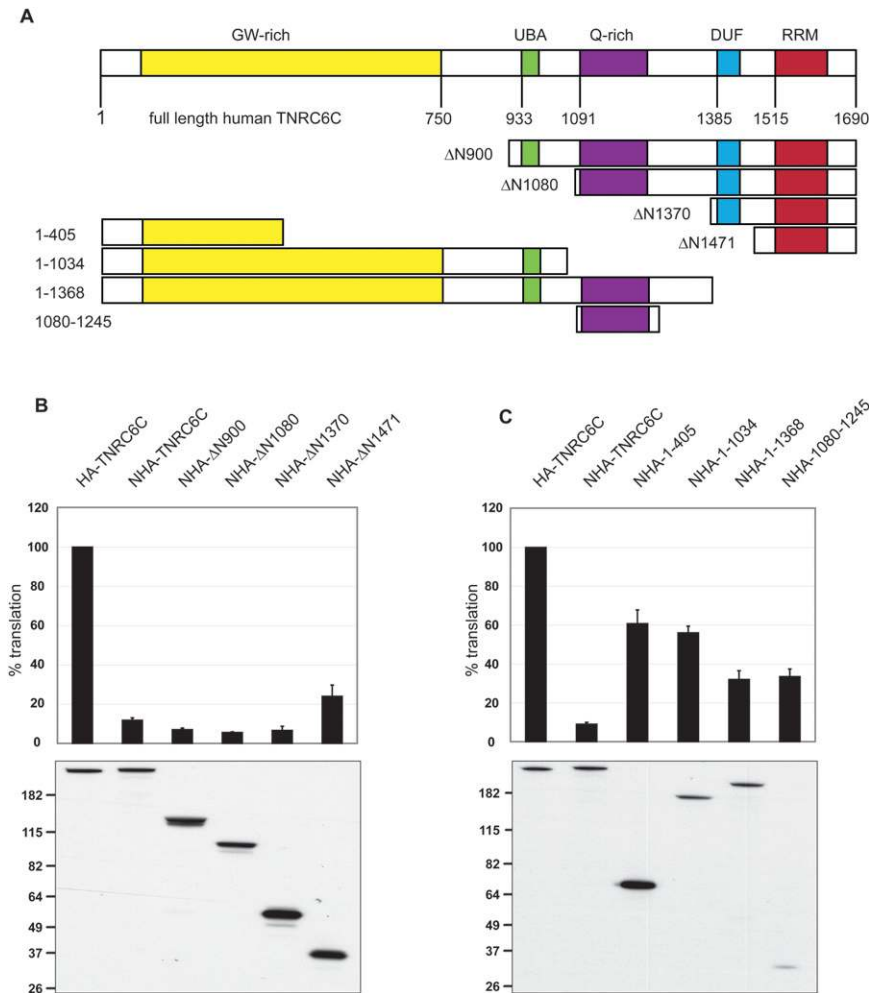 A
GW-rich UBA Q-rich DUF RRM
1 full length human TNRC6C 750 933 1091 1385 1515 1690
ΔN900
ΔN1080
ΔN1370
ΔN1471
1-405
1-1034
1-1368
1080-1245
B
HA-TNRC6C
NHA-TNRC6C
NHA-ΔN900
NHA-ΔN1080
NHA-ΔN1370
NHA-ΔN1471
% translation
120
100
80
60
40
20
0
182
115
82
64
49
37
26
C
HA-TNRC6C
NHA-TNRC6C
NHA-1-405
NHA-1-1034
NHA-1-1368
NHA-1080-1245
% translation
120
100
80
60
40
20
0
182
115
82
64
49
37
26